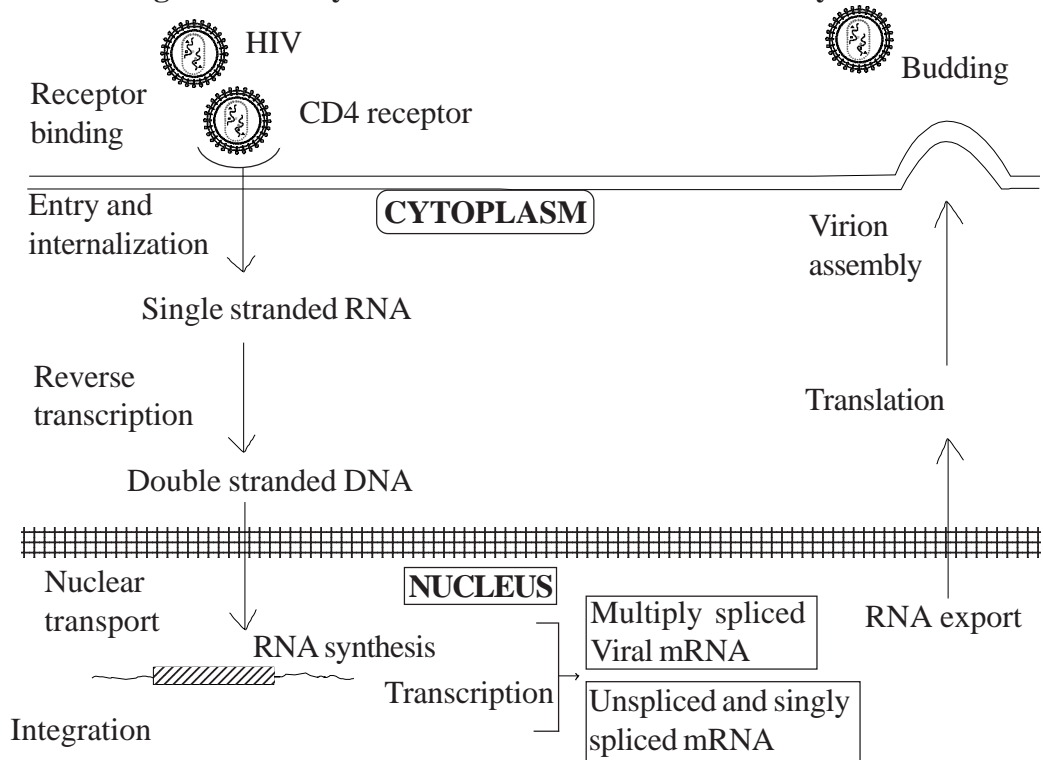 HIV
Budding
Receptor
binding
CD4 receptor
Entry and
internalization
CYTOPLASM
Virion
assembly
Single stranded RNA
Reverse
transcription
Translation
Double stranded DNA
Nuclear
transport
NUCLEUS
Multiply spliced
Viral mRNA
RNA export
RNA synthesis
Transcription
Unspliced and singly
spliced mRNA
Integration